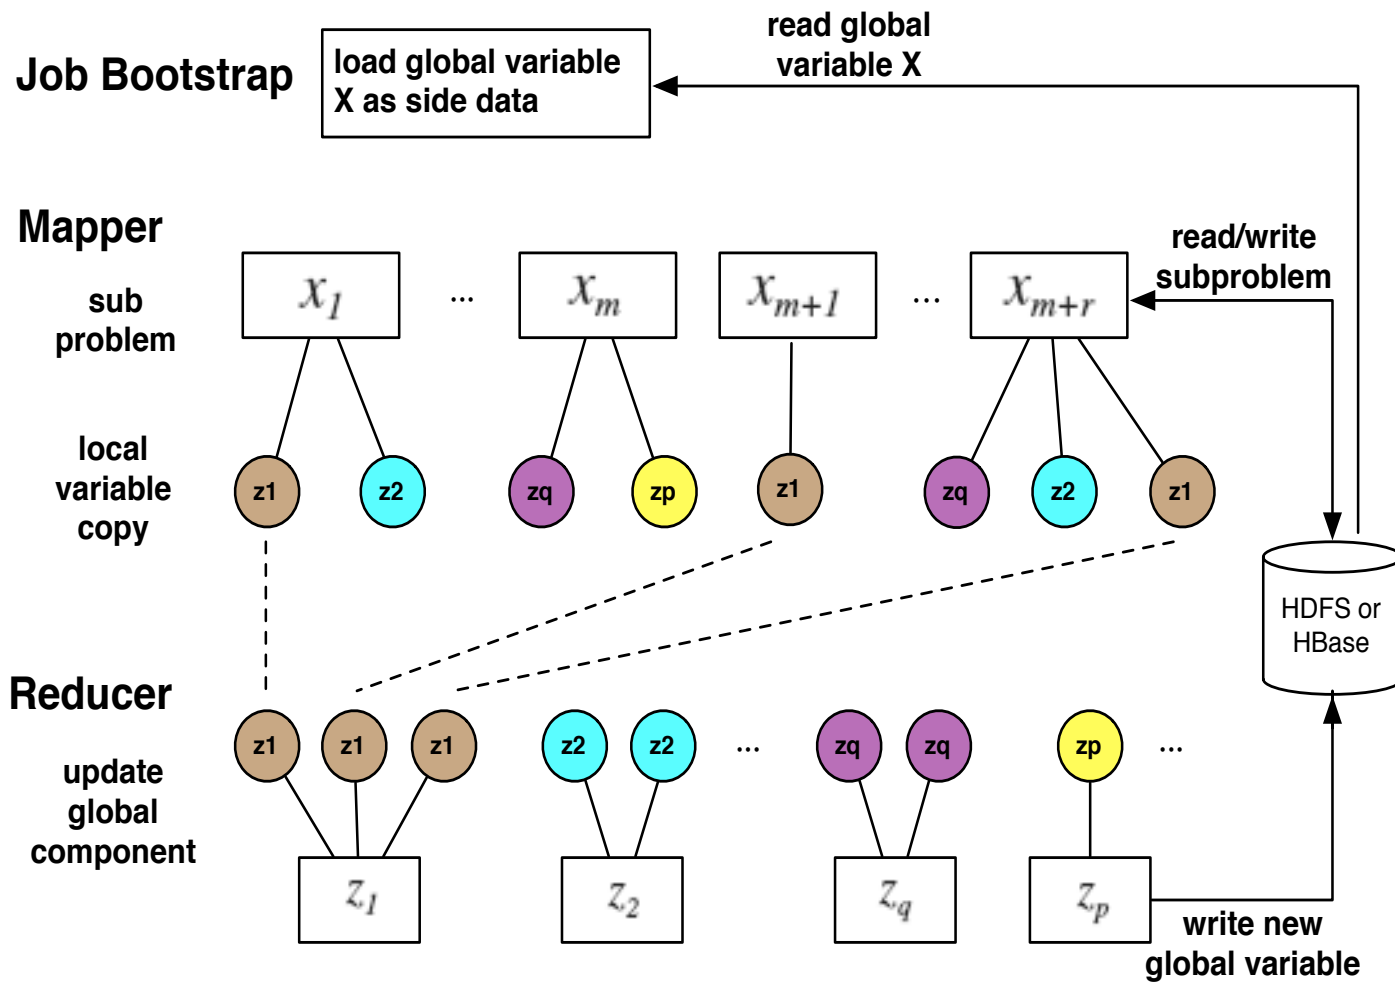 read global
variable X
Job Bootstrap
load global variable
X as side data
Mapper
read/write
subproblem
sub
problem
x1
...
xm
xm+1
...
xm+r
local
variable
copy
z1
z2
zq
zp
z1
zq
z2
z1
HDFS or
HBase
Reducer
update
global
component
z1
z1
z1
z2
z2
...
zq
zq
zp
...
z1
z2
zq
zp
write new
global variable